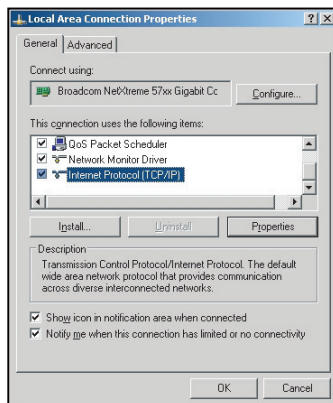 Local Area Connection Properties
General Advanced
Connect using:
Broadcom NetXtreme 57xx Gigabit Cc
Configure...
This connection uses the following items:
QoS Packet Scheduler
Network Monitor Driver
Internet Protocol (TCP/IP)
Install... Uninstall Properties
Description
Transmission Control Protocol/Internet Protocol. The default
wide area network protocol that provides communication
across diverse interconnected networks.
Show icon in notification area when connected
Notify me when this connection has limited or no connectivity
OK Cancel